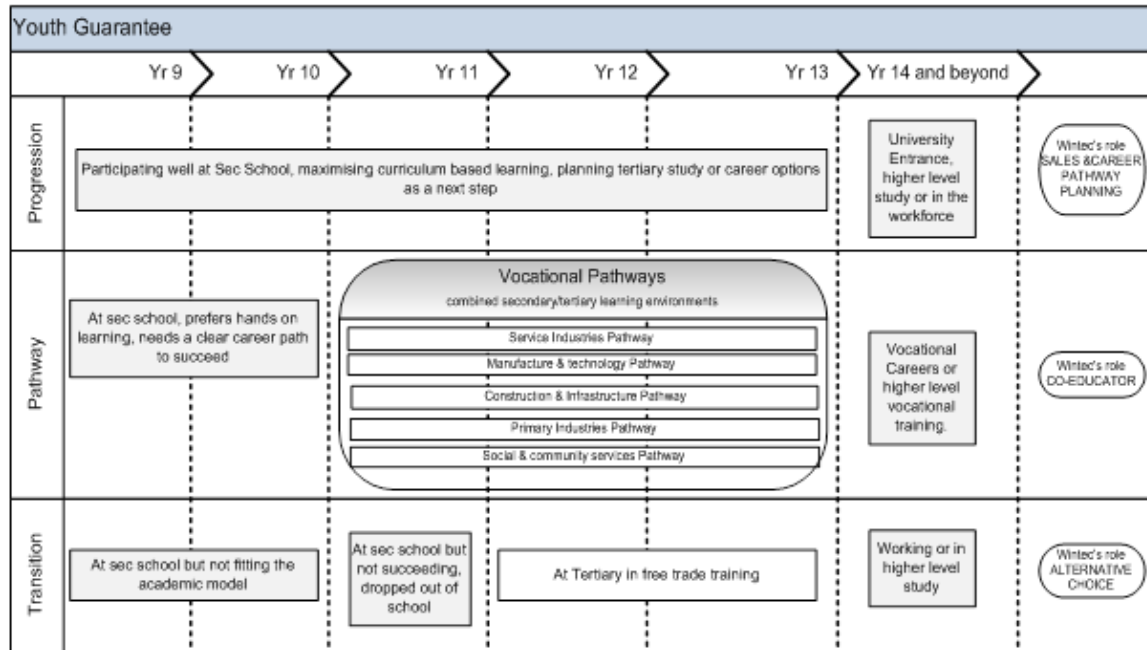 Youth Guarantee
Yr 9
Yr 10
Yr 11
Yr 12
Yr 13
Yr 14 and beyond
Progression
Participating well at Sec School, maximising curriculum based learning, planning tertiary study or career options
as a next step
University
Entrance,
higher level
study or in the
workforce
Wintec's role
SALES &CAREER
PATHWAY
PLANNING
Pathway
At sec school, prefers hands on
learning, needs a clear career path
to succeed
Vocational Pathways
combined secondary/tertiary learning environments
Service Industries Pathway
Manufacture & technology Pathway
Construction & Infrastructure Pathway
Primary Industries Pathway
Social & community services Pathway
Vocational
Careers or
higher level
vocational
training.
Wintec's role
CO-EDUCATOR
Transition
At sec school but not fitting the
academic model
At sec school but
not succeeding,
dropped out of
school
At Tertiary in free trade training
Working or in
higher level
study
Wintec's role
ALTERNATIVE
CHOICE